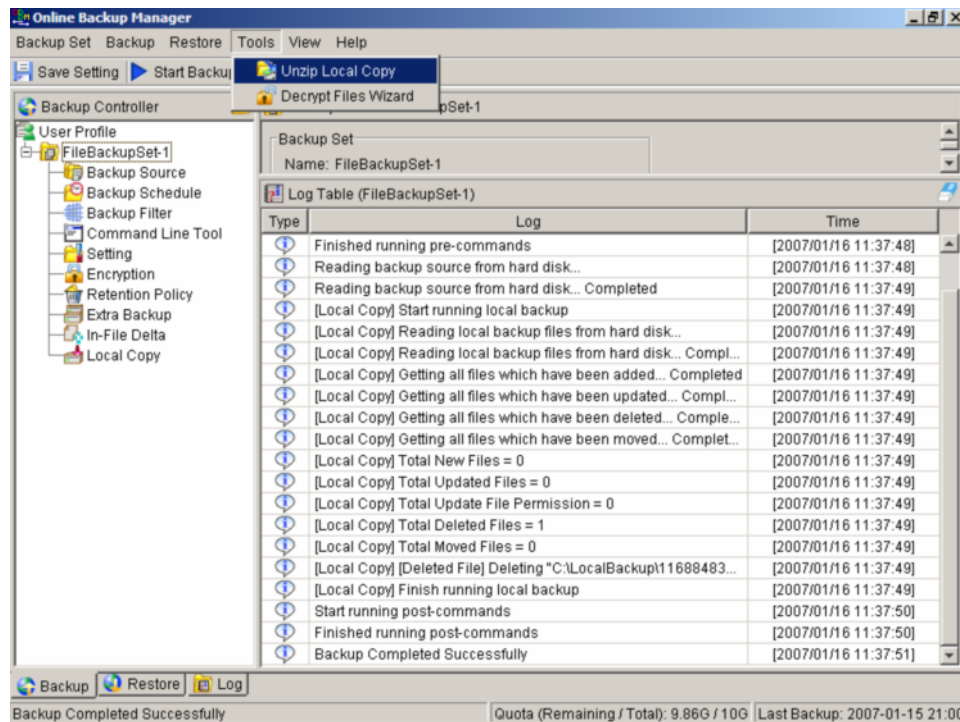 Online Backup Manager
Backup Set Backup Restore Tools View Help
Save Setting Start Backup
Unzip Local Copy
Decrypt Files Wizard
Backup Controller
User Profile
FileBackupSet-1
Backup Source
Backup Schedule
Backup Filter
Command Line Tool
Setting
Encryption
Retention Policy
Extra Backup
In-File Delta
Local Copy
Backup Set
Name: FileBackupSet-1
Log Table (FileBackupSet-1)
Type Log Time
Finished running pre-commands [2007/01/16 11:37:48]
Reading backup source from hard disk... [2007/01/16 11:37:48]
Reading backup source from hard disk... Completed [2007/01/16 11:37:49]
[Local Copy] Start running local backup [2007/01/16 11:37:49]
[Local Copy] Reading local backup files from hard disk... [2007/01/16 11:37:49]
[Local Copy] Reading local backup files from hard disk... Compl... [2007/01/16 11:37:49]
[Local Copy] Getting all files which have been added... Completed [2007/01/16 11:37:49]
[Local Copy] Getting all files which have been updated... Compl... [2007/01/16 11:37:49]
[Local Copy] Getting all files which have been deleted... Comple... [2007/01/16 11:37:49]
[Local Copy] Getting all files which have been moved... Complet... [2007/01/16 11:37:49]
[Local Copy] Total New Files = 0 [2007/01/16 11:37:49]
[Local Copy] Total Updated Files = 0 [2007/01/16 11:37:49]
[Local Copy] Total Update File Permission = 0 [2007/01/16 11:37:49]
[Local Copy] Total Deleted Files = 1 [2007/01/16 11:37:49]
[Local Copy] Total Moved Files = 0 [2007/01/16 11:37:49]
[Local Copy] [Deleted File] Deleting "C:\LocalBackup\11688483... [2007/01/16 11:37:49]
[Local Copy] Finish running local backup [2007/01/16 11:37:49]
Start running post-commands [2007/01/16 11:37:50]
Finished running post-commands [2007/01/16 11:37:50]
Backup Completed Successfully [2007/01/16 11:37:51]
Backup Restore Log
Backup Completed Successfully Quota (Remaining / Total): 9.86G / 10G Last Backup: 2007-01-15 21:00